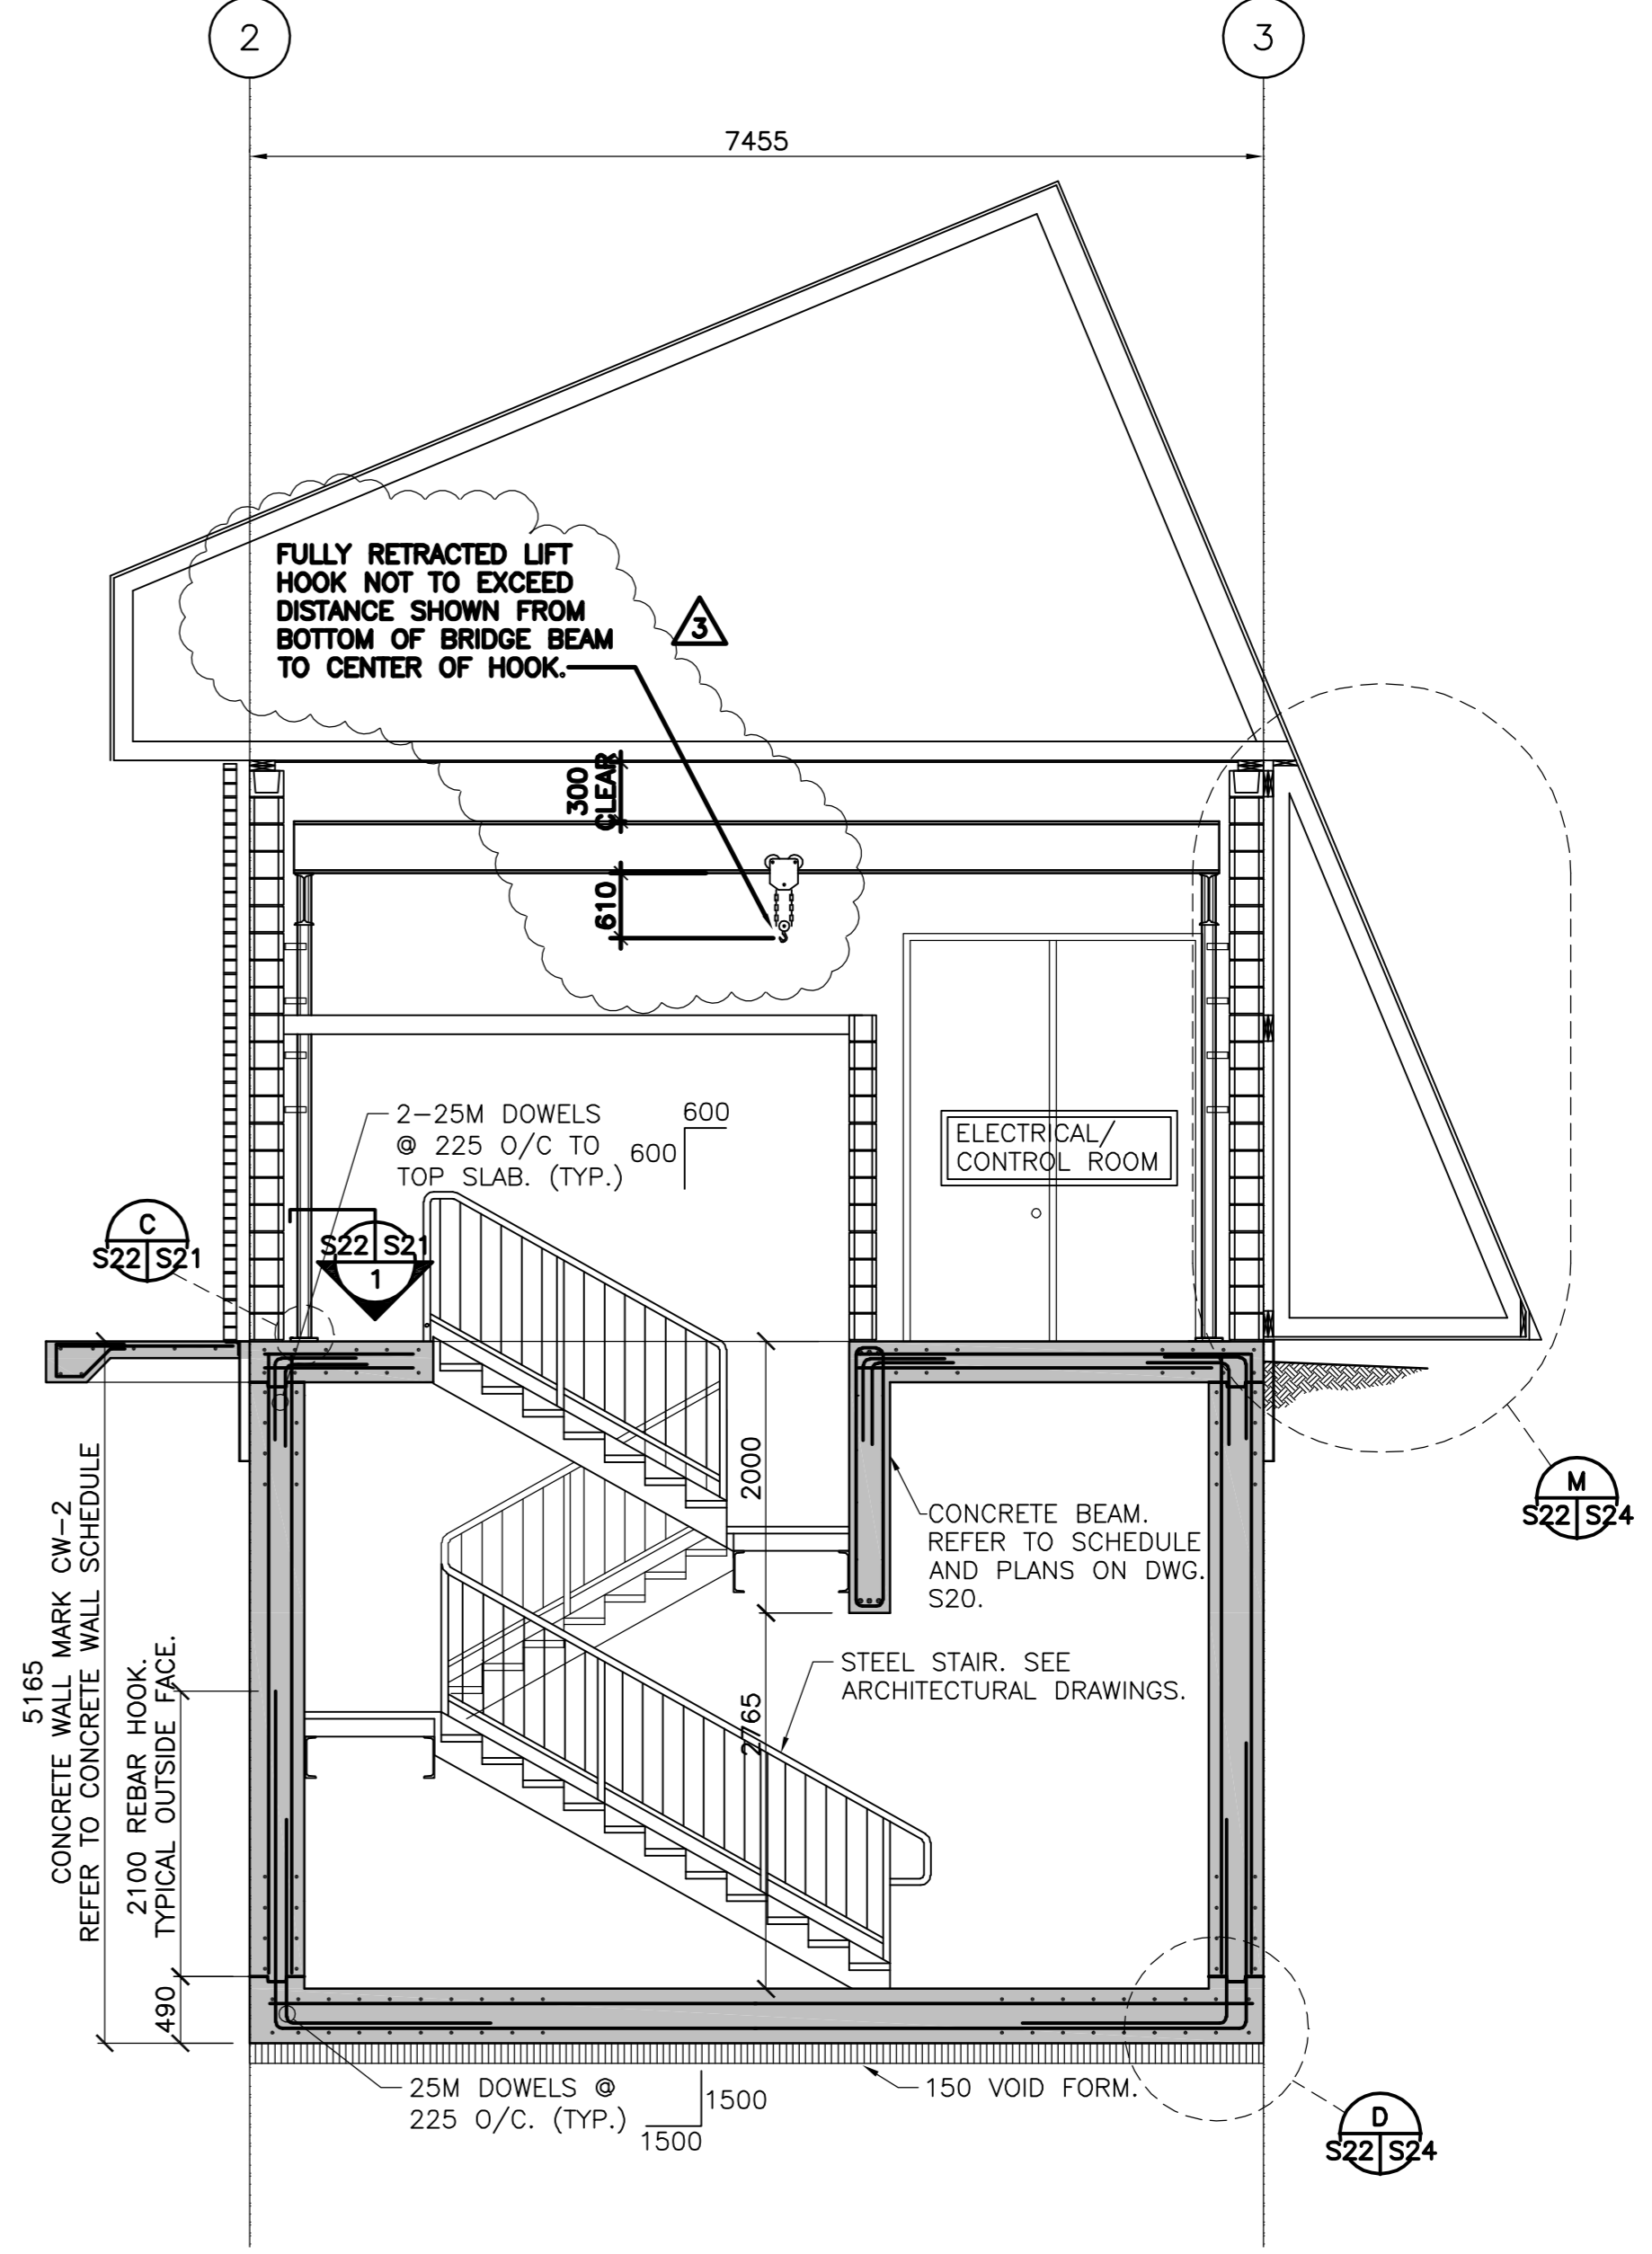 2
3
7455
FULLY RETRACTED LIFT
HOOK NOT TO EXCEED
DISTANCE SHOWN FROM
BOTTOM OF BRIDGE BEAM
TO CENTER OF HOOK.
3
300
CLEAR
610
2-25M DOWELS
@ 225 O/C TO
TOP SLAB. (TYP.)
600
600
ELECTRICAL/
CONTROL ROOM
C
S22 S21
S22 S21
1
2000
CONCRETE BEAM.
REFER TO SCHEDULE
AND PLANS ON DWG.
S20.
M
S22 S24
5165
CONCRETE WALL MARK CW-2
REFER TO CONCRETE WALL SCHEDULE
2100 REBAR HOOK.
TYPICAL OUTSIDE FACE.
STEEL STAIR. SEE
ARCHITECTURAL DRAWINGS.
2765
490
25M DOWELS @
225 O/C. (TYP.)
1500
1500
150 VOID FORM.
D
S22 S24